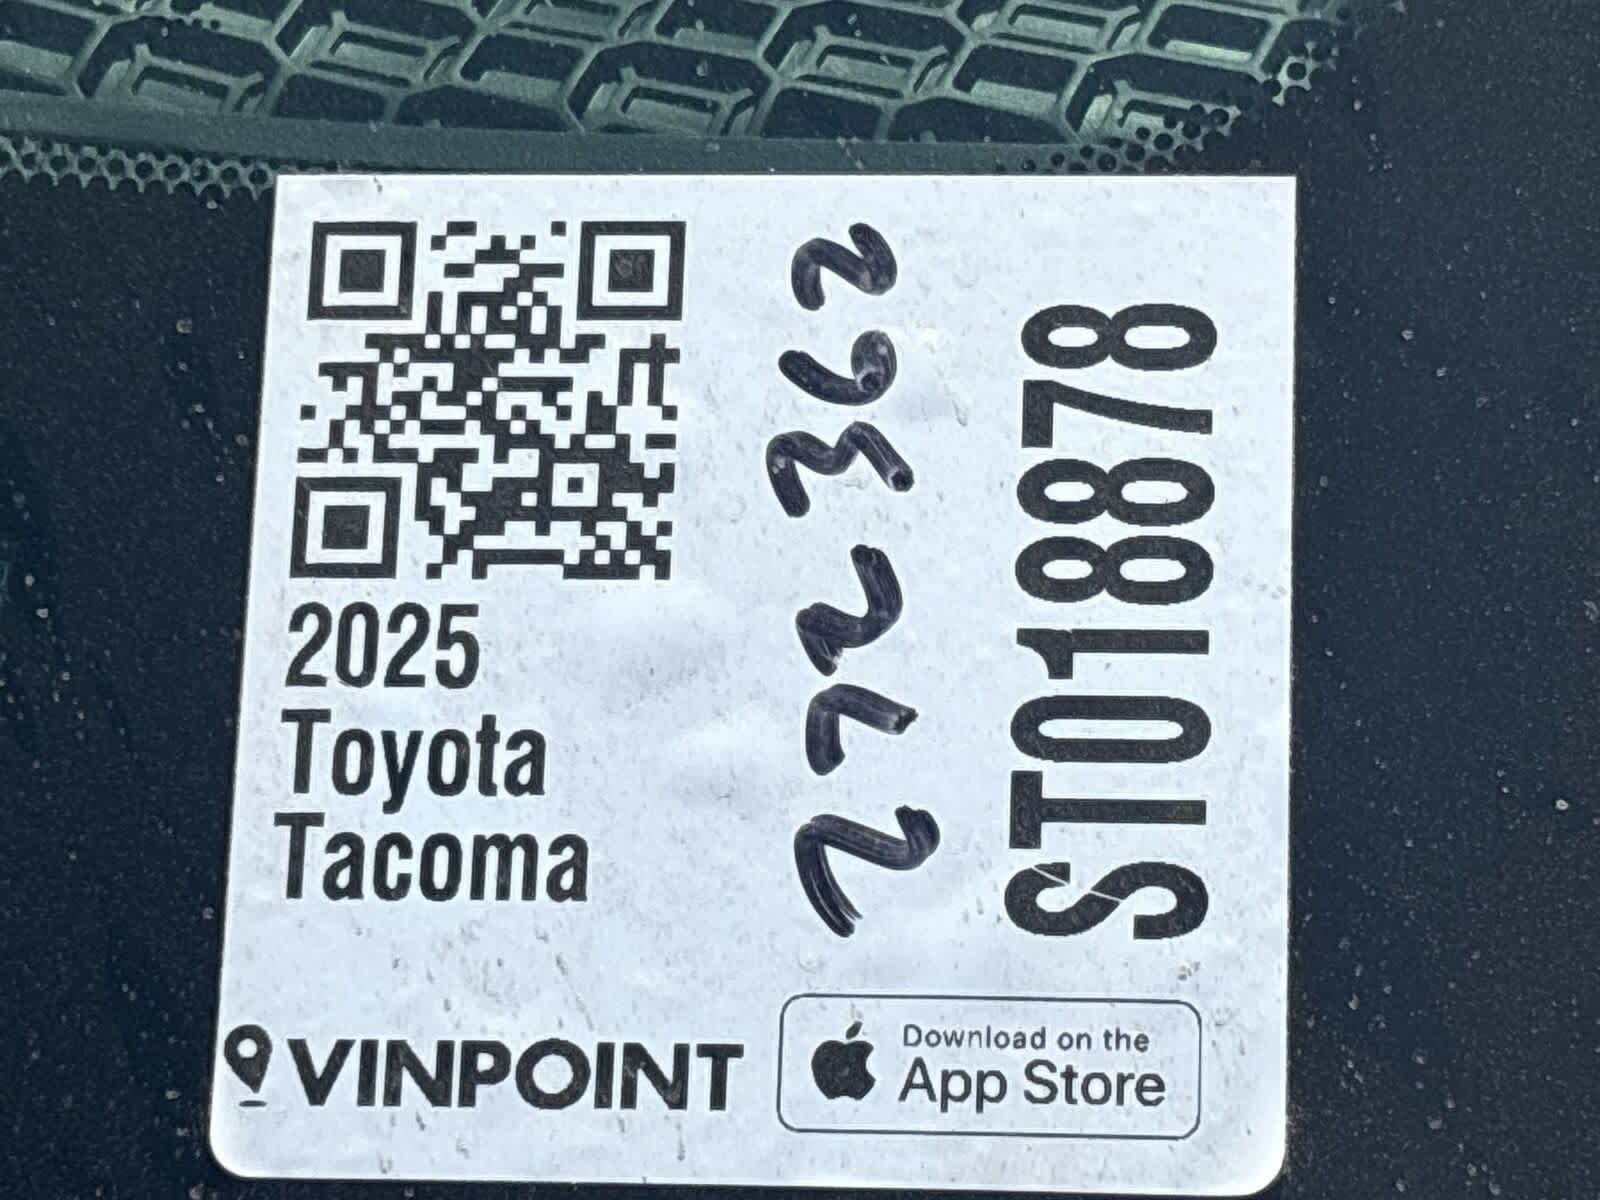 2025
Toyota
Tacoma
272362
ST018878
VINPOINT
Download on the
App Store